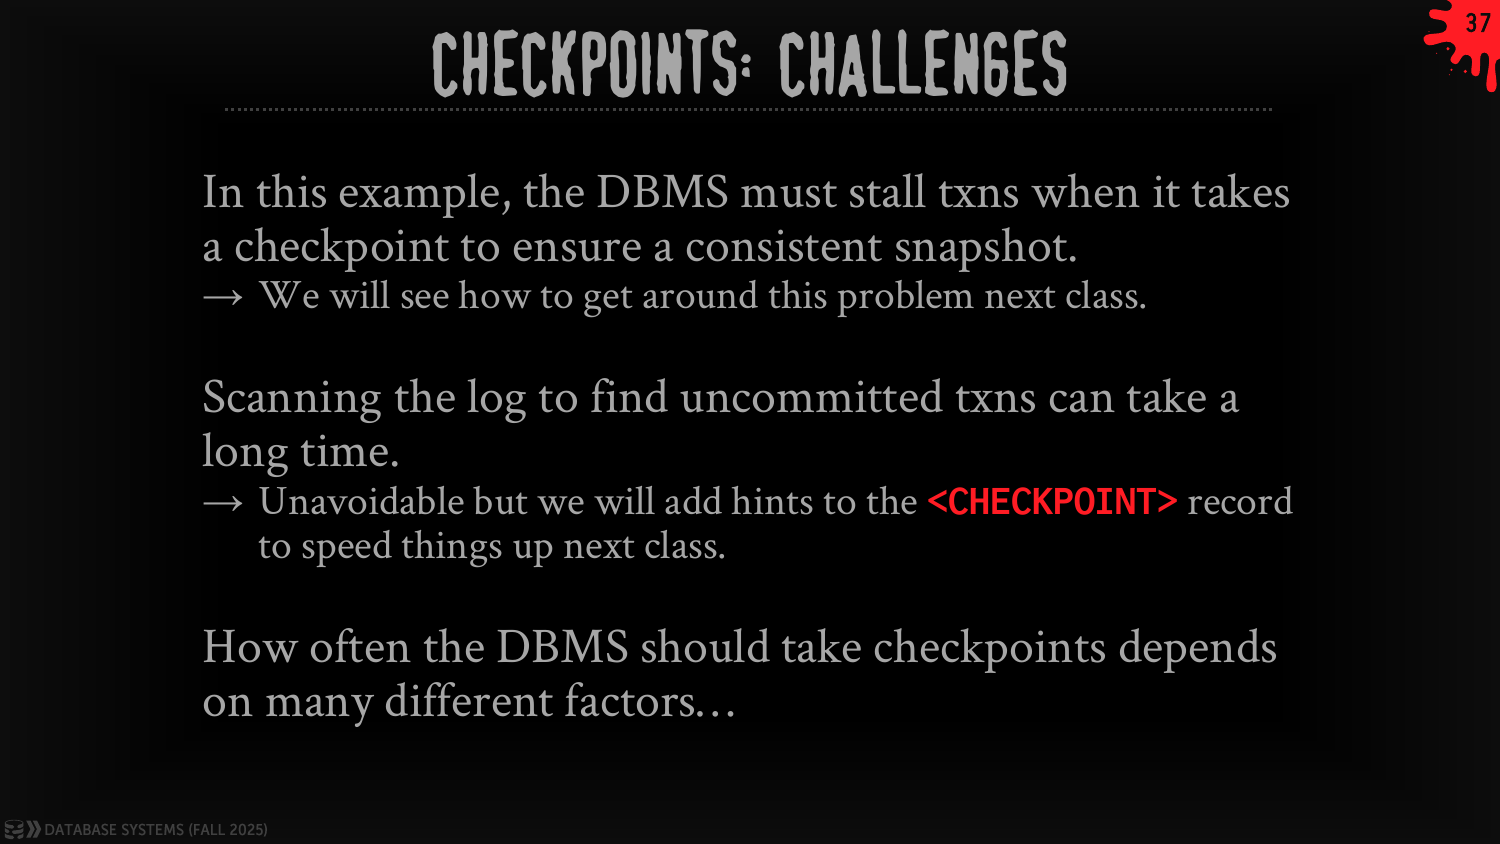 CHECKPOINTS: CHALLENGES
37
In this example, the DBMS must stall txns when it takes
a checkpoint to ensure a consistent snapshot.
→ We will see how to get around this problem next class.
Scanning the log to find uncommitted txns can take a
long time.
→ Unavoidable but we will add hints to the <CHECKPOINT> record
to speed things up next class.
How often the DBMS should take checkpoints depends
on many different factors…
DATABASE SYSTEMS (FALL 2025)